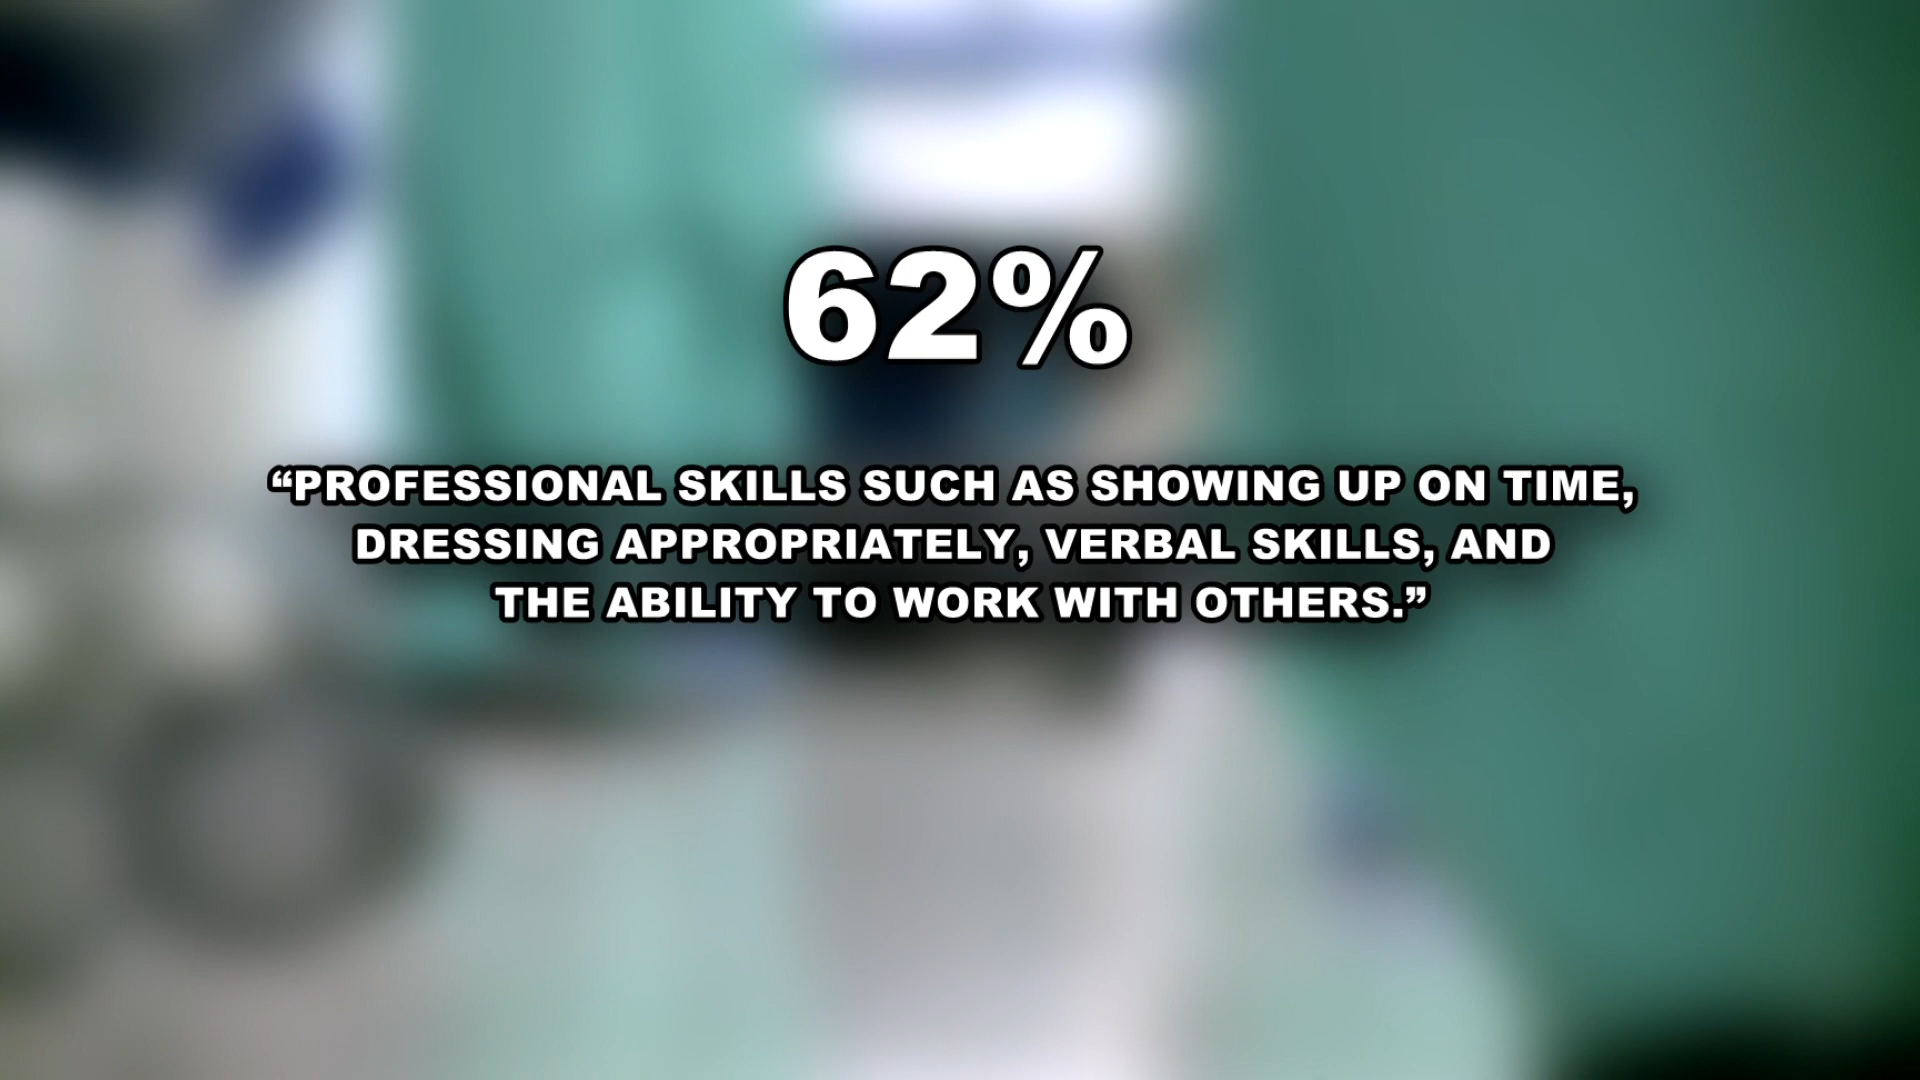 62%
“PROFESSIONAL SKILLS SUCH AS SHOWING UP ON TIME,
DRESSING APPROPRIATELY, VERBAL SKILLS, AND
THE ABILITY TO WORK WITH OTHERS.”